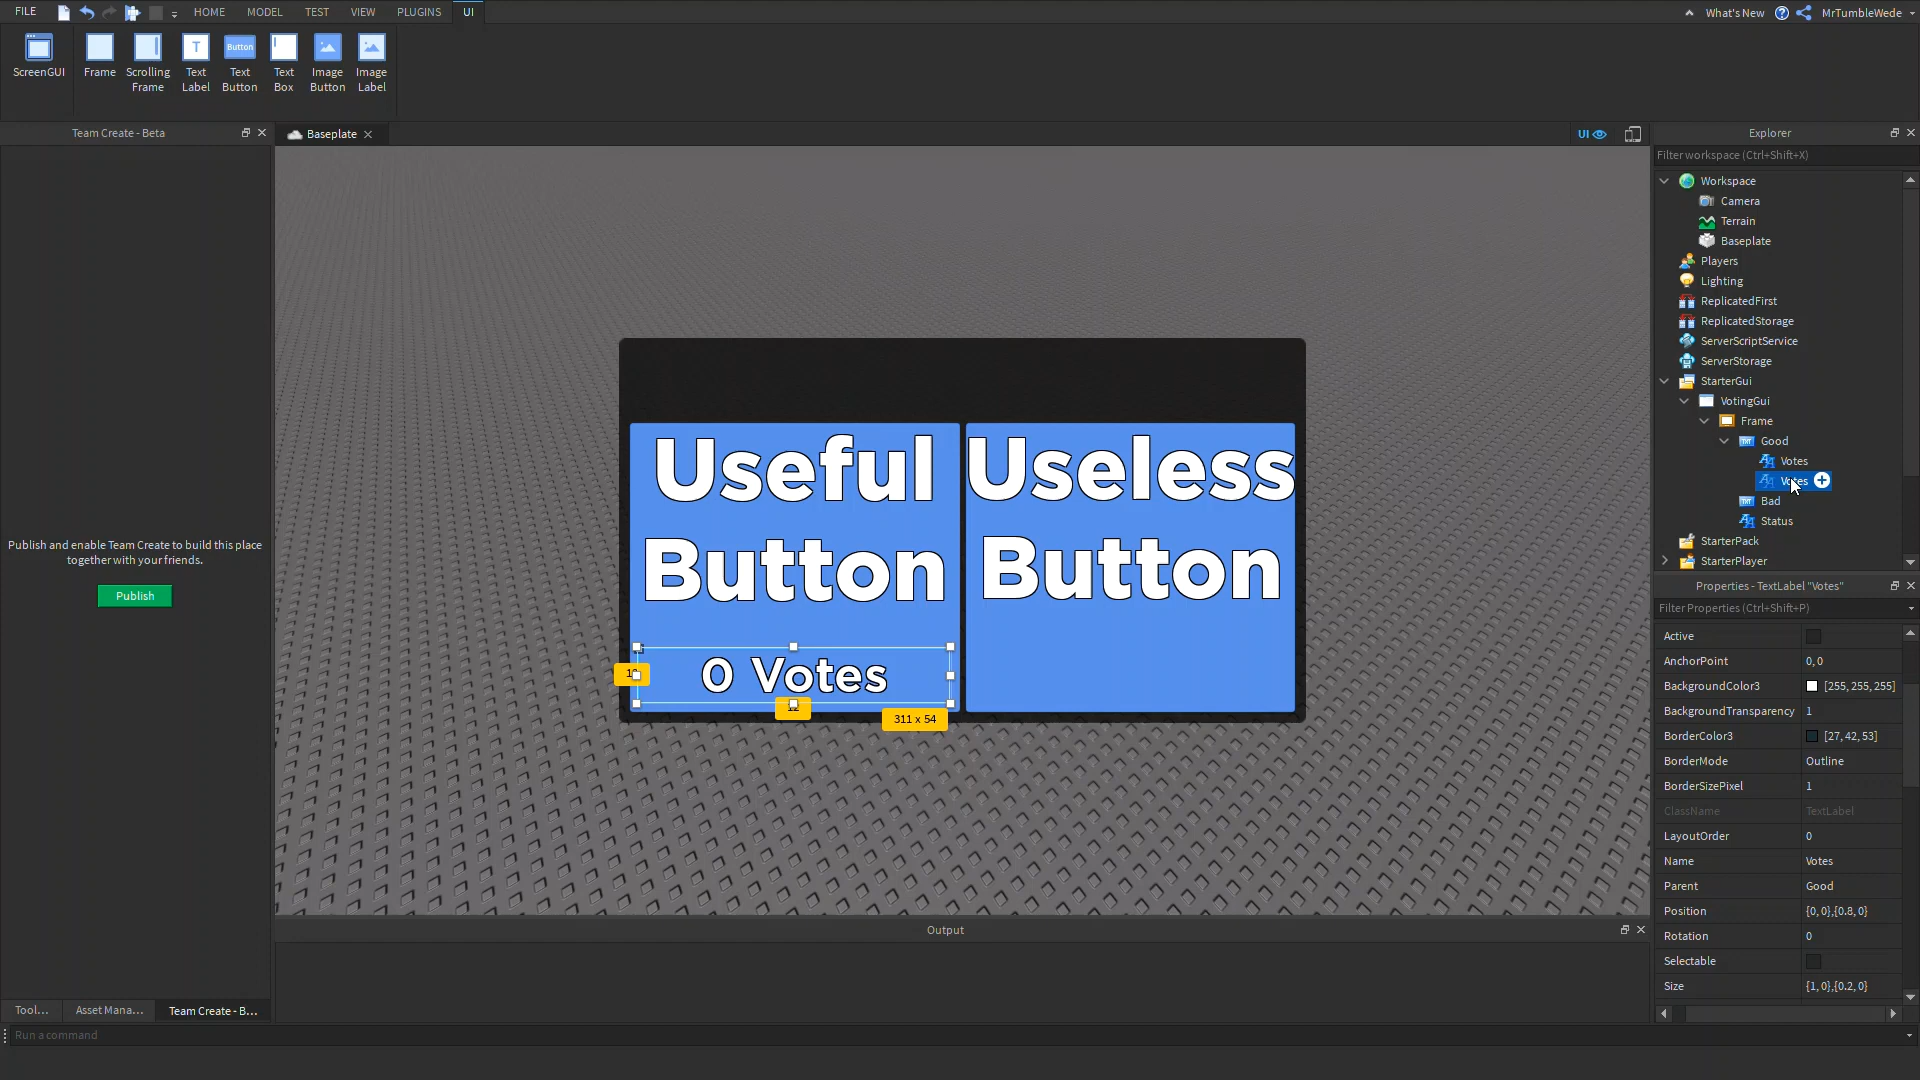 FILE
HOME
MODEL
TEST
VIEW
PLUGINS
UI
What's New
MrTumbleWede
ScreenGUI
Frame
Scrolling
Frame
Text
Label
Button
Text
Button
Text
Box
Image
Button
Image
Label
Team Create - Beta
Baseplate
UI
Explorer
Filter workspace (Ctrl+Shift+X)
Workspace
Camera
Terrain
Baseplate
Players
Lighting
ReplicatedFirst
ReplicatedStorage
ServerScriptService
ServerStorage
StarterGui
VotingGui
Frame
Good
Votes
Votes
Bad
Status
StarterPack
StarterPlayer
Useful
Button
0 Votes
311 x 54
Useless
Button
Publish and enable Team Create to build this place
together with your friends.
Publish
Properties - TextLabel "Votes"
Filter Properties (Ctrl+Shift+P)
Active
AnchorPoint 0, 0
BackgroundColor3 [255, 255, 255]
BackgroundTransparency 1
BorderColor3 [27, 42, 53]
BorderMode Outline
BorderSizePixel 1
ClassName TextLabel
LayoutOrder 0
Name Votes
Parent Good
Position {0, 0},{0.8, 0}
Rotation 0
Selectable
Size {1, 0},{0.2, 0}
Output
Tool...
Asset Mana...
Team Create - B...
Run a command